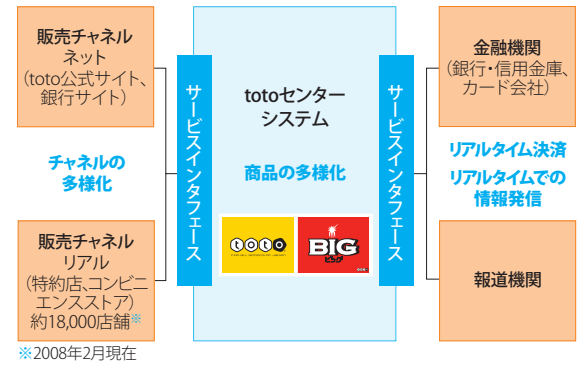 販売チャネル
ネット
（toto公式サイト、
銀行サイト）
チャネルの
多様化
販売チャネル
リアル
（特約店、コンビニ
エンスストア）
約18,000店舗※
※2008年2月現在
サービスインタフェース
totoセンター
システム
商品の多様化
toto
BIG
ビッグ
サービスインタフェース
金融機関
（銀行・信用金庫、
カード会社）
リアルタイム決済
リアルタイムでの
情報発信
報道機関